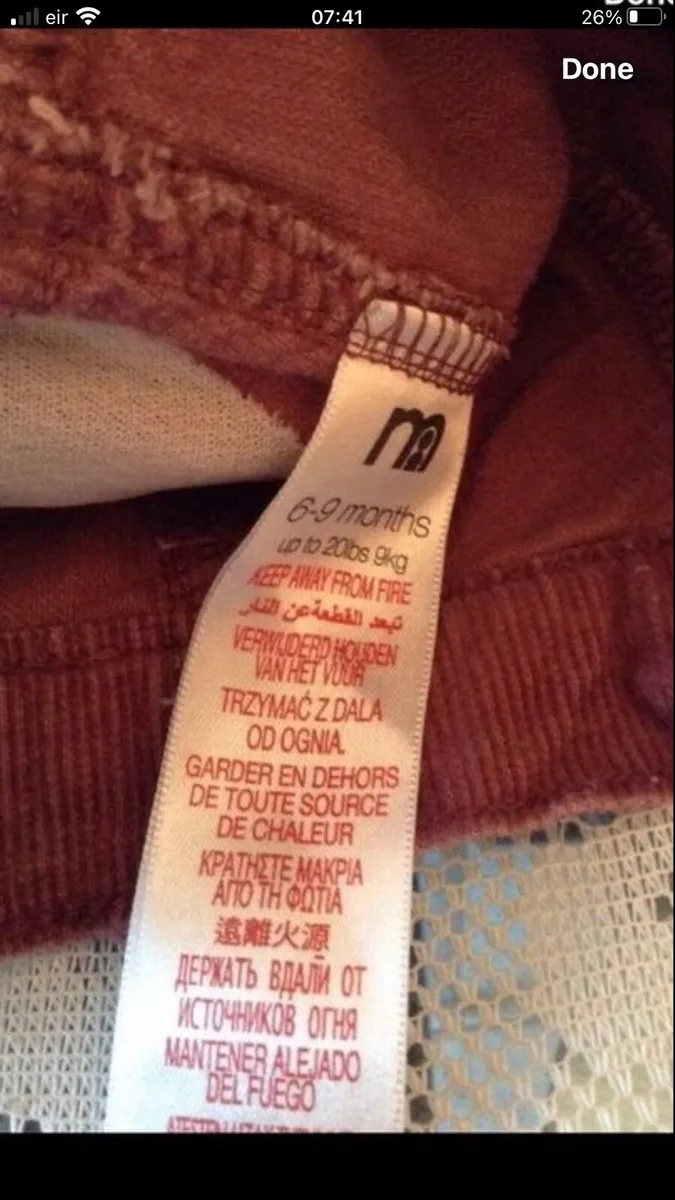 eir
07:41
26%
Done
m
6-9 months
up to 20lbs 9kg
KEEP AWAY FROM FIRE
تبعد القطعة عن النار
VERWIJDERD HOUDEN
VAN HET VUUR
TRZYMAĆ Z DALA
OD OGNIA.
GARDER EN DEHORS
DE TOUTE SOURCE
DE CHALEUR
ΚΡΑΤΗΣΤΕ ΜΑΚΡΙΑ
ΑΠΟ ΤΗ ΦΩΤΙΑ
遠離火源
ДЕРЖАТЬ ВДАЛИ ОТ
ИСТОЧНИКОВ ОГНЯ
MANTENER ALEJADO
DEL FUEGO